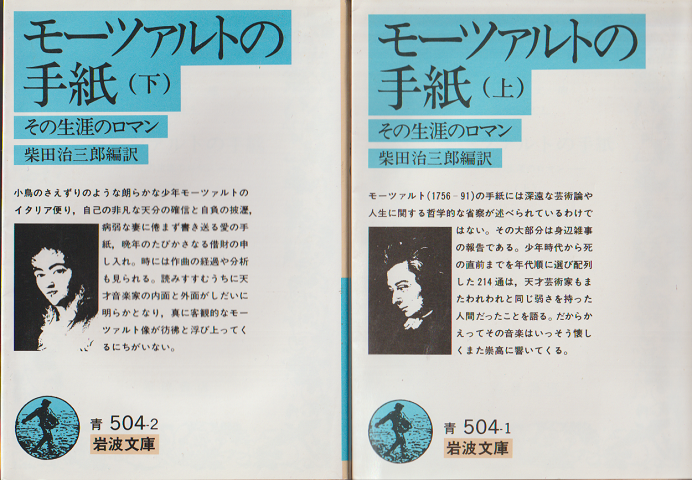 モーツァルトの
手紙(下)
その生涯のロマン
柴田治三郎編訳
小鳥のさえずりのような朗らかな少年モーツァルトの
イタリア便り，自己の非凡な天分の確信と自負の披瀝，
病弱な妻に倦まず書き送る愛の手
紙，晩年のたびかさなる借財の申
し入れ。時には作曲の経過や分析
も見られる。読みすすむうちに天
才音楽家の内面と外面がしだいに
明らかとなり，真に客観的なモー
ツァルト像が彷彿と浮び上ってく
るにちがいない。
青 504-2
岩波文庫
モーツァルトの
手紙(上)
その生涯のロマン
柴田治三郎編訳
モーツァルト(1756－91)の手紙には深遠な芸術論や
人生に関する哲学的な省察が述べられているわけで
はない。その大部分は身辺雑事
の報告である。少年時代から死
の直前までを年代順に選び配列
した214通は，天才芸術家もま
たわれわれと同じ弱さを持った
人間だったことを語る。だからか
えってその音楽はいっそう懐し
くまた崇高に響いてくる。
青 504-1
岩波文庫